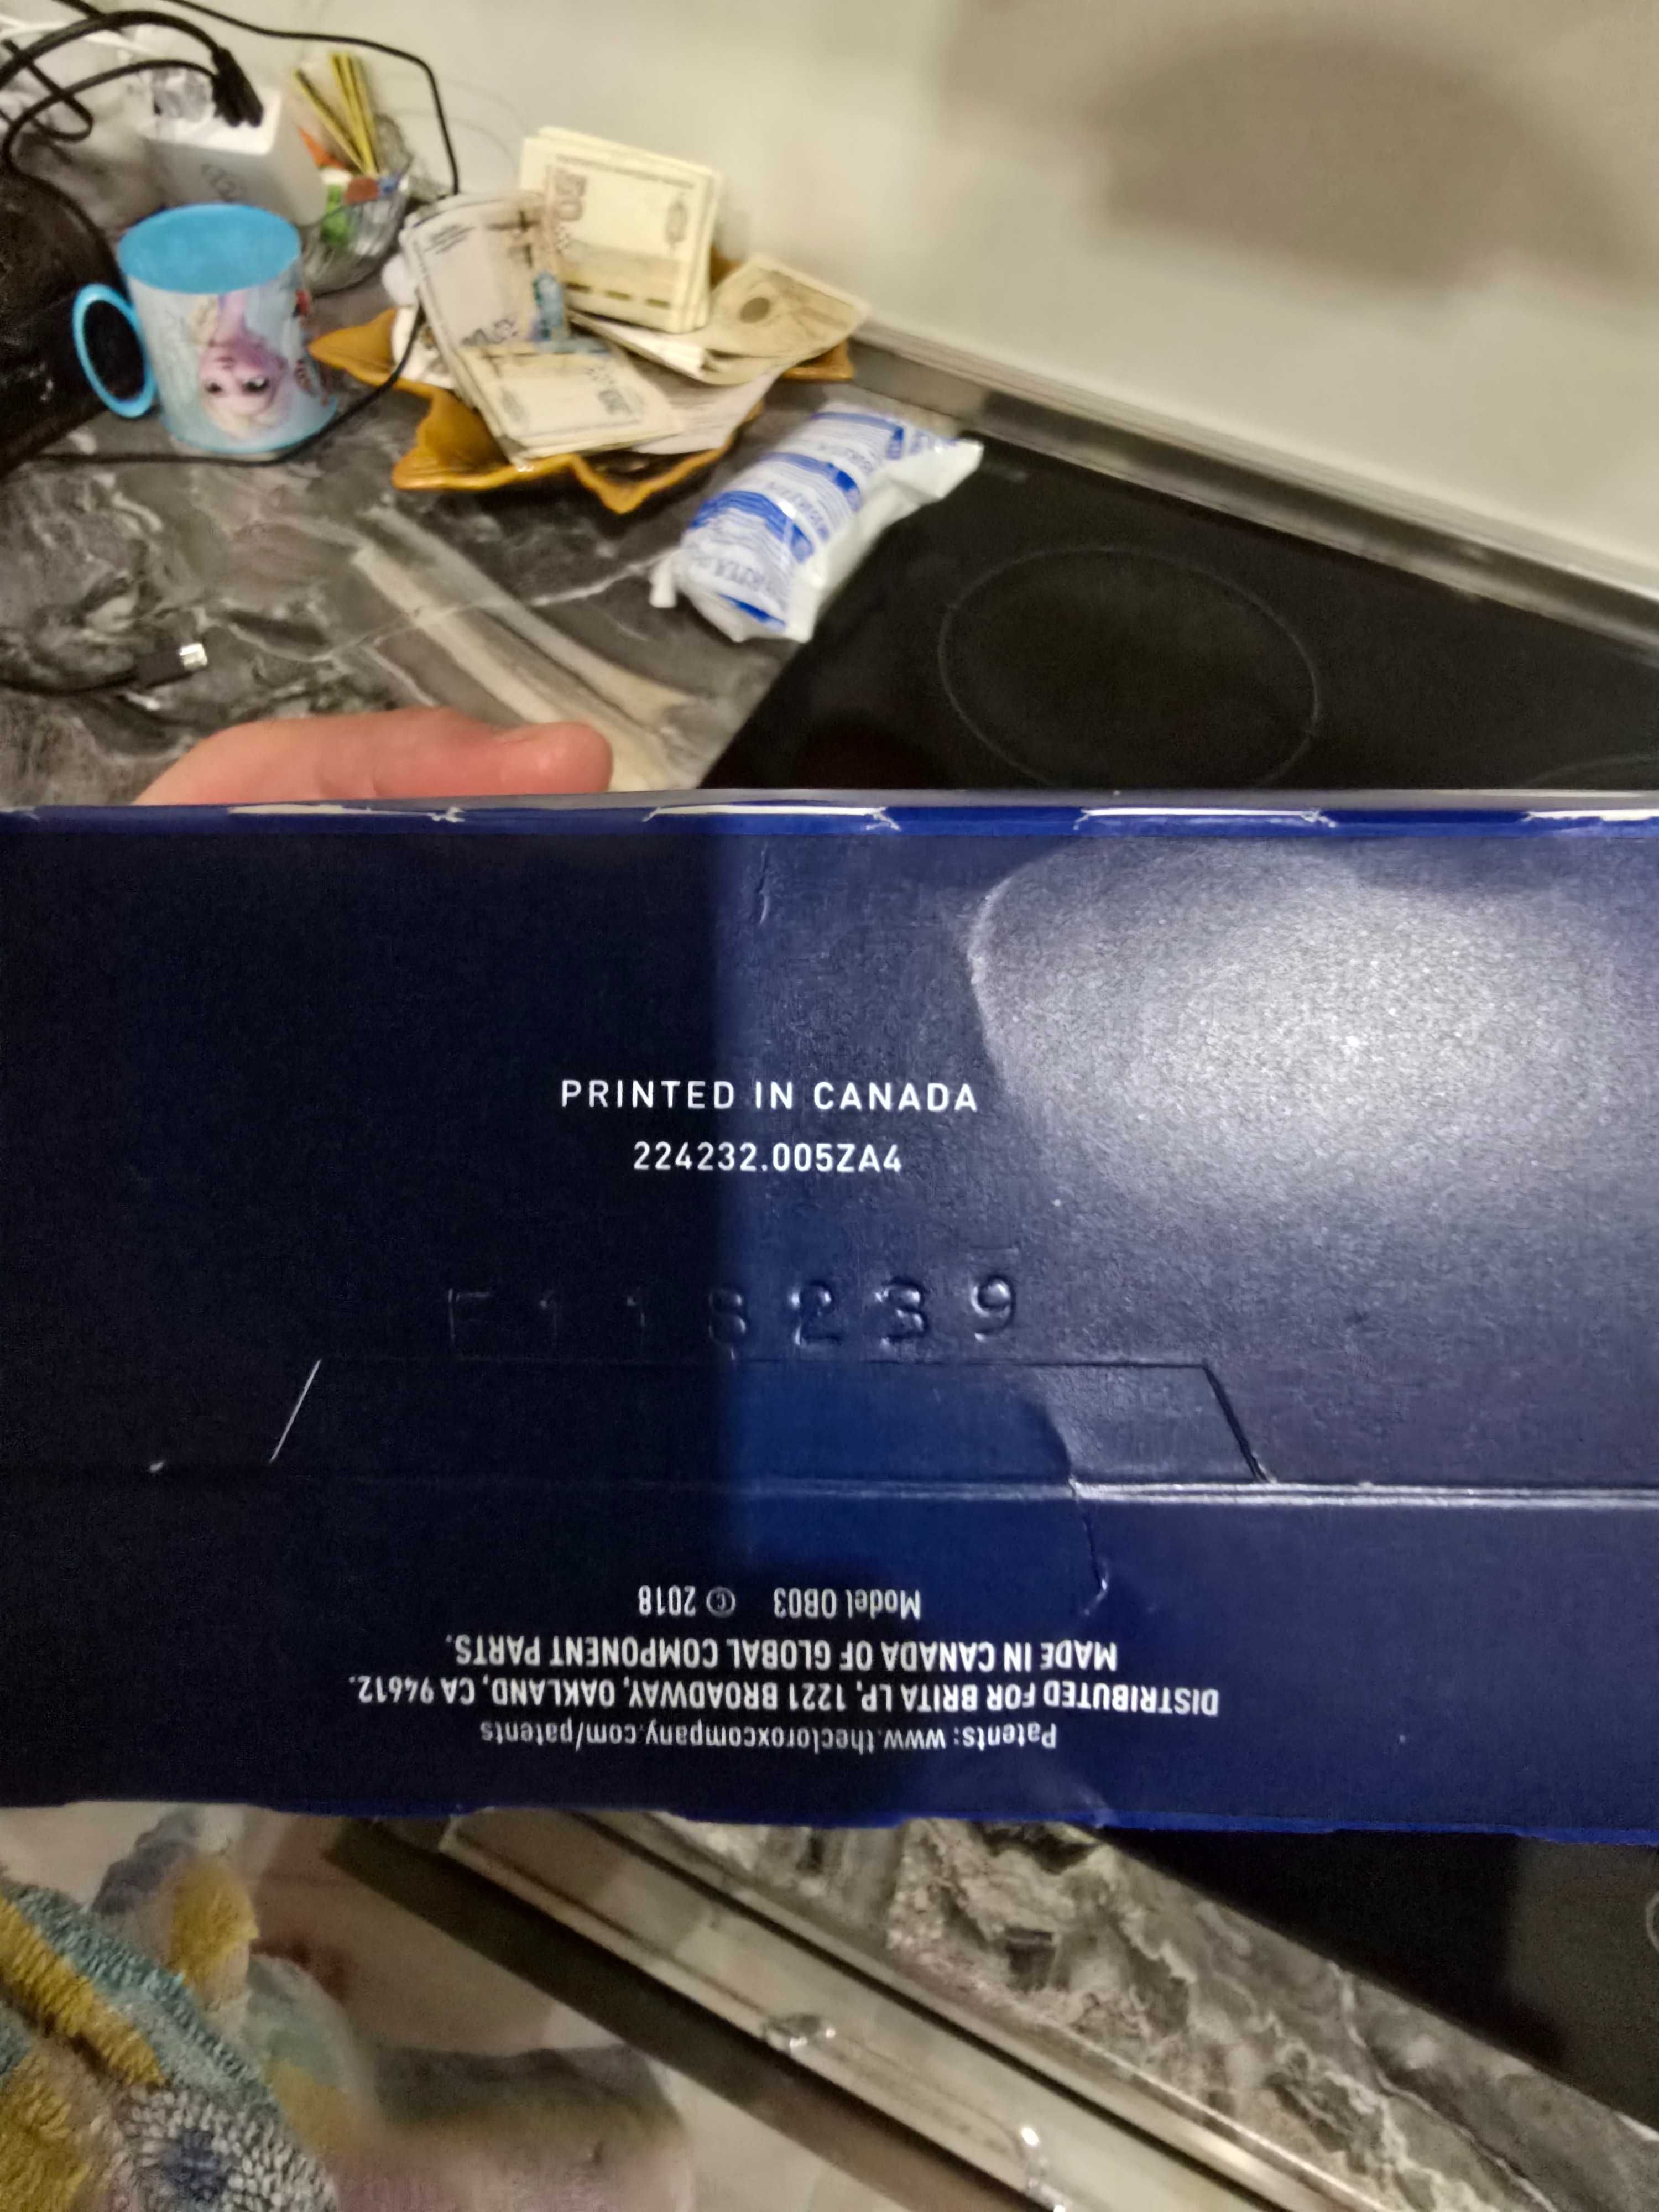 PRINTED IN CANADA
224232.005ZA4
F118239
Patents: www.thecloroxcompany.com/patents
DISTRIBUTED FOR BRITA LP, 1221 BROADWAY, OAKLAND, CA 94612.
MADE IN CANADA OF GLOBAL COMPONENT PARTS.
Model OB03 © 2018